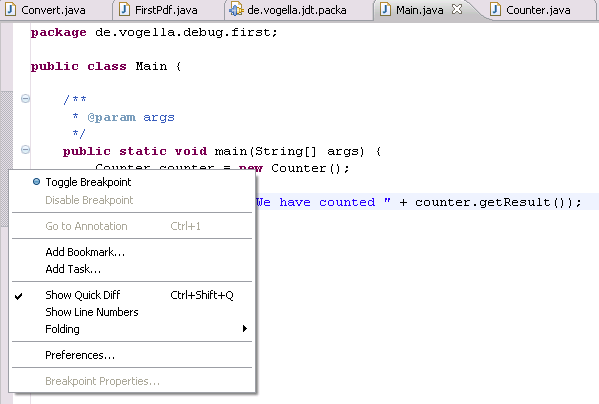 Convert.java FirstPdf.java de.vogella.jdt.packa Main.java Counter.java
package de.vogella.debug.first;
public class Main {
/**
* @param args
*/
public static void main(String[] args) {
Counter counter = new Counter();
We have counted " + counter.getResult());
Toggle Breakpoint
Disable Breakpoint
Go to Annotation Ctrl+1
Add Bookmark...
Add Task...
Show Quick Diff Ctrl+Shift+Q
Show Line Numbers
Folding
Preferences...
Breakpoint Properties...